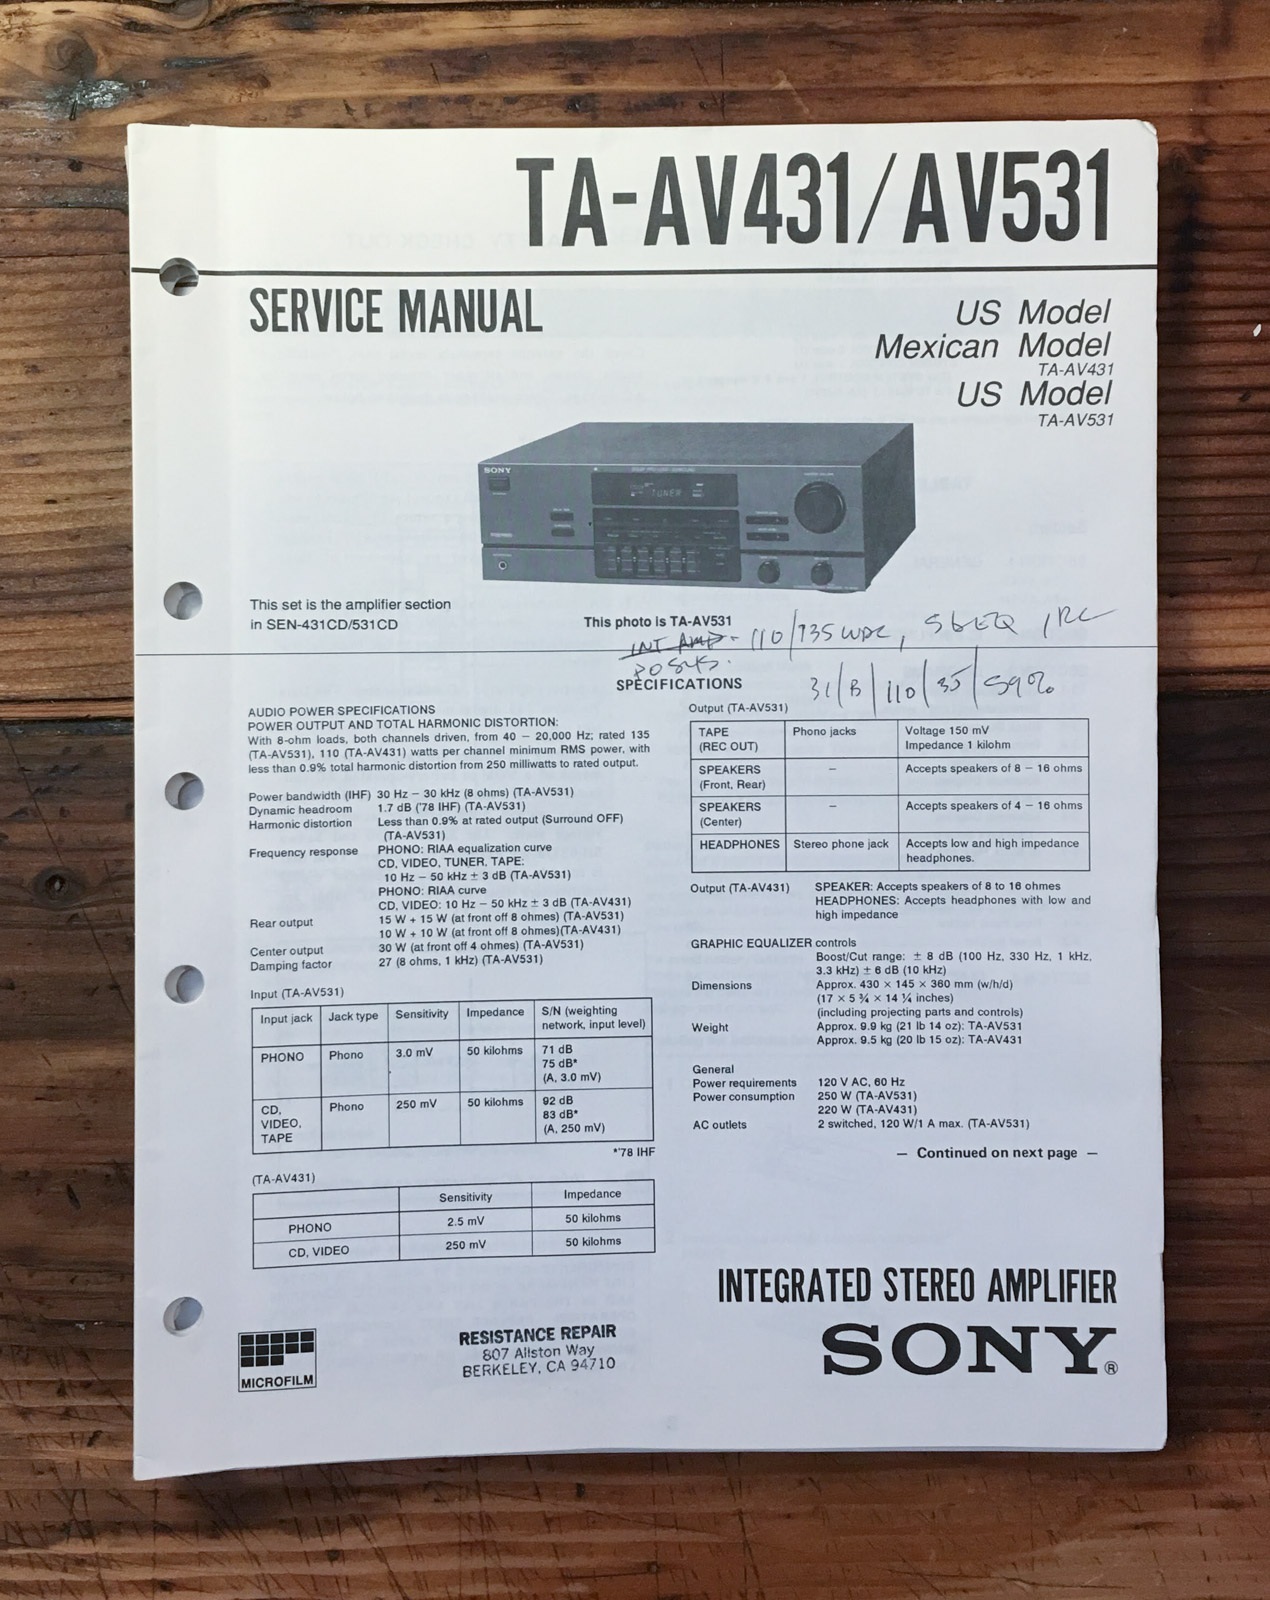 TA-AV431/AV531
SERVICE MANUAL
US Model
Mexican Model
TA-AV431
US Model
TA-AV531
SONY
TUNER
This set is the amplifier section
in SEN-431CD/531CD
This photo is TA-AV531
INT AMP - 110/135 WPC, 5BEQ, RC
31/B/110/35/59%
SPECIFICATIONS
AUDIO POWER SPECIFICATIONS
POWER OUTPUT AND TOTAL HARMONIC DISTORTION:
With 8-ohm loads, both channels driven, from 40 – 20,000 Hz; rated 135
(TA-AV531), 110 (TA-AV431) watts per channel minimum RMS power, with
less than 0.9% total harmonic distortion from 250 milliwatts to rated output.
Power bandwidth (IHF) 30 Hz – 30 kHz (8 ohms) (TA-AV531)
Dynamic headroom 1.7 dB ('78 IHF) (TA-AV531)
Harmonic distortion Less than 0.9% at rated output (Surround OFF)
(TA-AV531)
Frequency response PHONO: RIAA equalization curve
CD, VIDEO, TUNER, TAPE:
10 Hz – 50 kHz ± 3 dB (TA-AV531)
PHONO: RIAA curve
CD, VIDEO: 10 Hz – 50 kHz ± 3 dB (TA-AV431)
Rear output 15 W + 15 W (at front off 8 ohmes) (TA-AV531)
10 W + 10 W (at front off 8 ohmes)(TA-AV431)
Center output 30 W (at front off 4 ohmes) (TA-AV531)
Damping factor 27 (8 ohms, 1 kHz) (TA-AV531)
Input (TA-AV531)
Input jack Jack type Sensitivity Impedance S/N (weighting
network, input level)
PHONO Phono 3.0 mV 50 kilohms 71 dB
75 dB*
(A, 3.0 mV)
CD, Phono 250 mV 50 kilohms 92 dB
VIDEO, 83 dB*
TAPE (A, 250 mV)
*'78 IHF
(TA-AV431)
Sensitivity Impedance
PHONO 2.5 mV 50 kilohms
CD, VIDEO 250 mV 50 kilohms
Output (TA-AV531)
TAPE Phono jacks Voltage 150 mV
(REC OUT) Impedance 1 kilohm
SPEAKERS – Accepts speakers of 8 – 16 ohms
(Front, Rear)
SPEAKERS – Accepts speakers of 4 – 16 ohms
(Center)
HEADPHONES Stereo phone jack Accepts low and high impedance
headphones.
Output (TA-AV431) SPEAKER: Accepts speakers of 8 to 16 ohmes
HEADPHONES: Accepts headphones with low and
high impedance
GRAPHIC EQUALIZER controls
Boost/Cut range: ± 8 dB (100 Hz, 330 Hz, 1 kHz,
3.3 kHz) ± 6 dB (10 kHz)
Dimensions Approx. 430 × 145 × 360 mm (w/h/d)
(17 × 5 ¾ × 14 ¼ inches)
(including projecting parts and controls)
Weight Approx. 9.9 kg (21 lb 14 oz): TA-AV531
Approx. 9.5 kg (20 lb 15 oz): TA-AV431
General
Power requirements 120 V AC, 60 Hz
Power consumption 250 W (TA-AV531)
220 W (TA-AV431)
AC outlets 2 switched, 120 W/1 A max. (TA-AV531)
– Continued on next page –
INTEGRATED STEREO AMPLIFIER
SONY®
MICROFILM
RESISTANCE REPAIR
807 Allston Way
BERKELEY, CA 94710